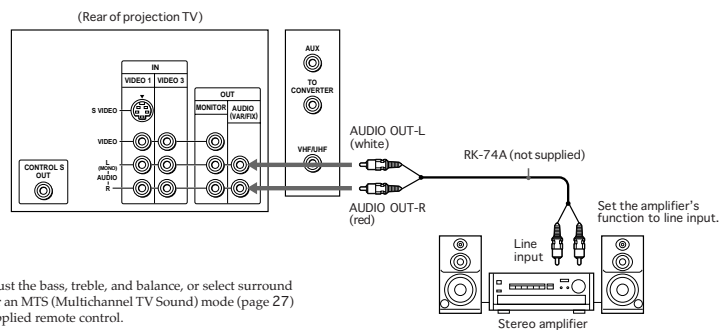 (Rear of projection TV)
AUX
IN
VIDEO 1 VIDEO 3
TO
CONVERTER
OUT
MONITOR AUDIO
(VAR/FIX)
S VIDEO
VIDEO
AUDIO OUT-L
(white)
VHF/UHF
RK-74A (not supplied)
L
(MONO)
AUDIO
R
CONTROL S
OUT
AUDIO OUT-R
(red)
Set the amplifier's
function to line input.
Line
input
ust the bass, treble, and balance, or select surround
r an MTS (Multichannel TV Sound) mode (page 27)
pplied remote control.
Stereo amplifier